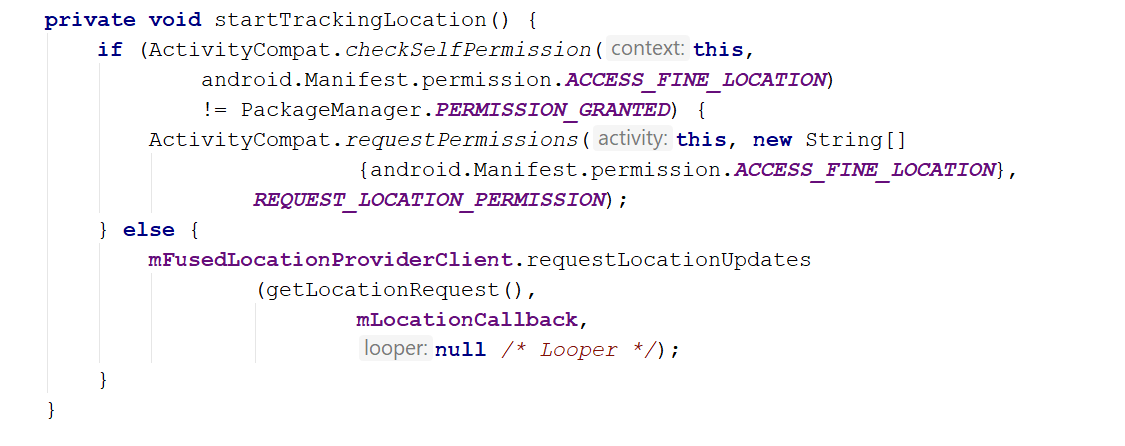 private void startTrackingLocation() {
if (ActivityCompat.checkSelfPermission( context: this,
android.Manifest.permission.ACCESS_FINE_LOCATION)
!= PackageManager.PERMISSION_GRANTED) {
ActivityCompat.requestPermissions( activity: this, new String[]
{android.Manifest.permission.ACCESS_FINE_LOCATION},
REQUEST_LOCATION_PERMISSION);
} else {
mFusedLocationProviderClient.requestLocationUpdates
(getLocationRequest(),
mLocationCallback,
looper: null /* Looper */);
}
}